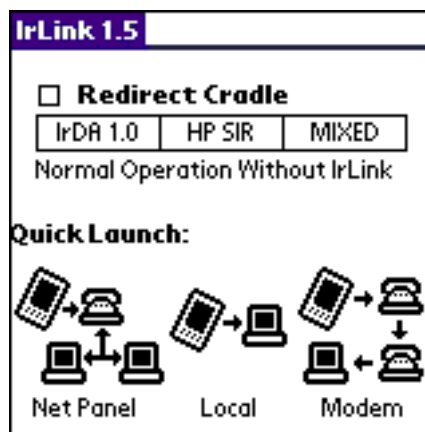 IrLink 1.5
Redirect Cradle
IrDA 1.0 HP SIR MIXED
Normal Operation Without IrLink
Quick Launch:
Net Panel Local Modem